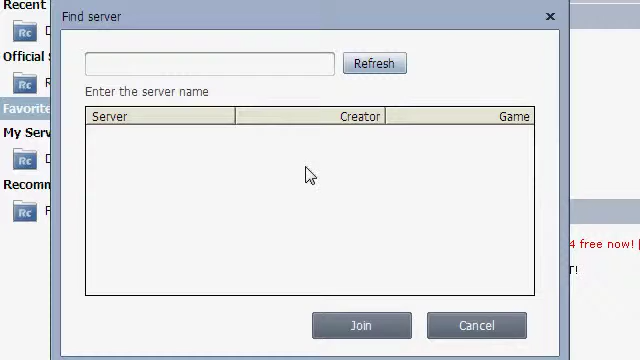 Recent
Find server
D
Official S
Refresh
R
Enter the server name
Favorite
Server Creator Game
My Serv
D
Recomm
F
4 free now!
T!
Join
Cancel
Rc
Rc
Rc
Rc